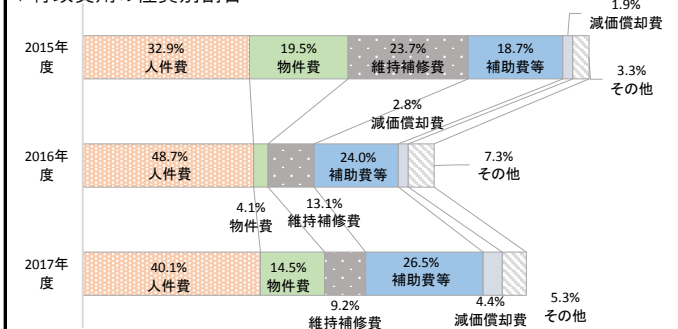 1.9%
減価償却費
2015年
度
32.9%
人件費
19.5%
物件費
23.7%
維持補修費
18.7%
補助費等
3.3%
その他
2.8%
減価償却費
2016年
度
48.7%
人件費
24.0%
補助費等
7.3%
その他
4.1%
物件費
13.1%
維持補修費
2017年
度
40.1%
人件費
14.5%
物件費
26.5%
補助費等
9.2%
維持補修費
4.4%
減価償却費
5.3%
その他